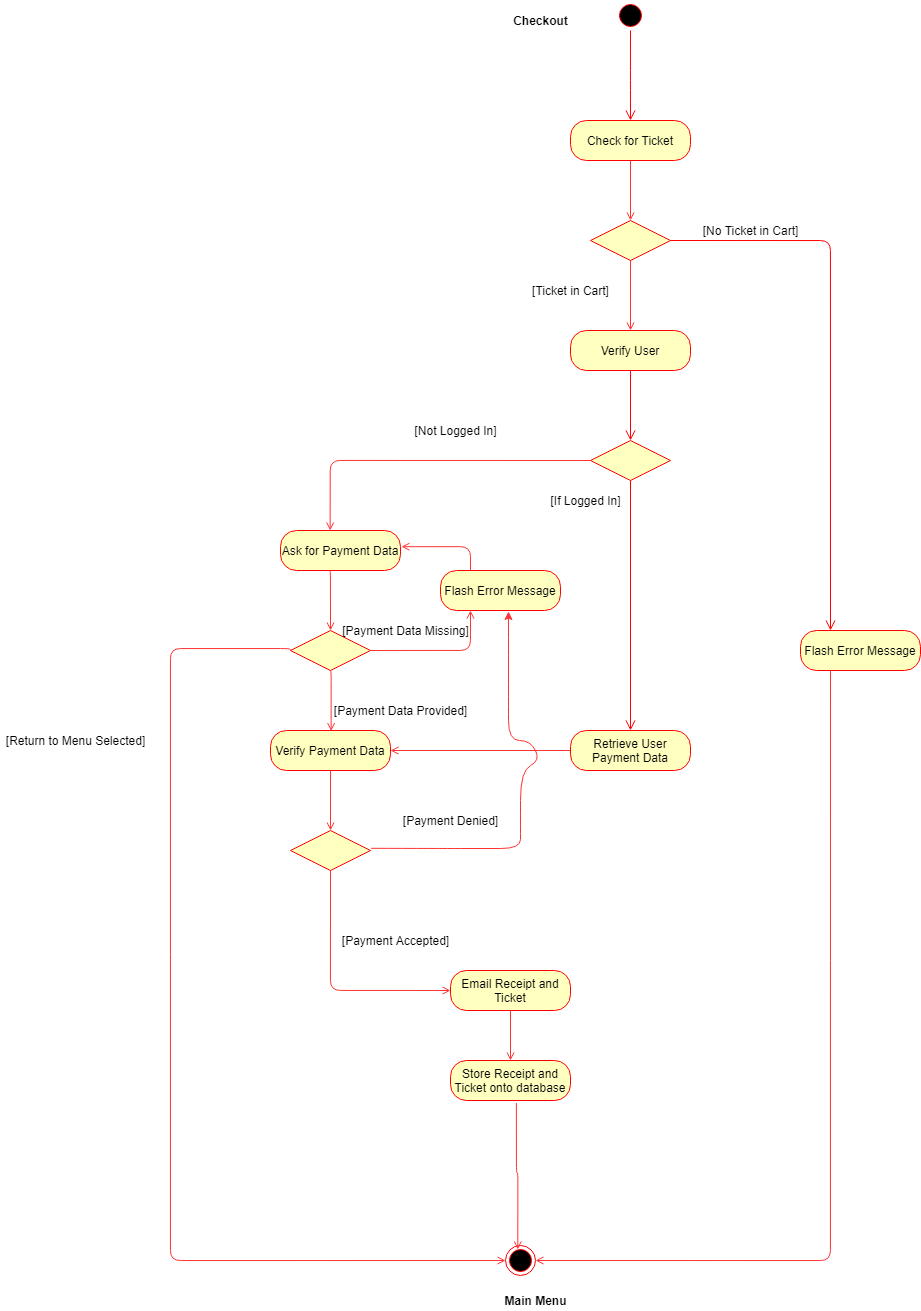 Checkout
Check for Ticket
[No Ticket in Cart]
[Ticket in Cart]
Verify User
[Not Logged In]
[If Logged In]
Ask for Payment Data
Flash Error Message
[Payment Data Missing]
Flash Error Message
[Payment Data Provided]
[Return to Menu Selected]
Verify Payment Data
Retrieve User
Payment Data
[Payment Denied]
[Payment Accepted]
Email Receipt and
Ticket
Store Receipt and
Ticket onto database
Main Menu